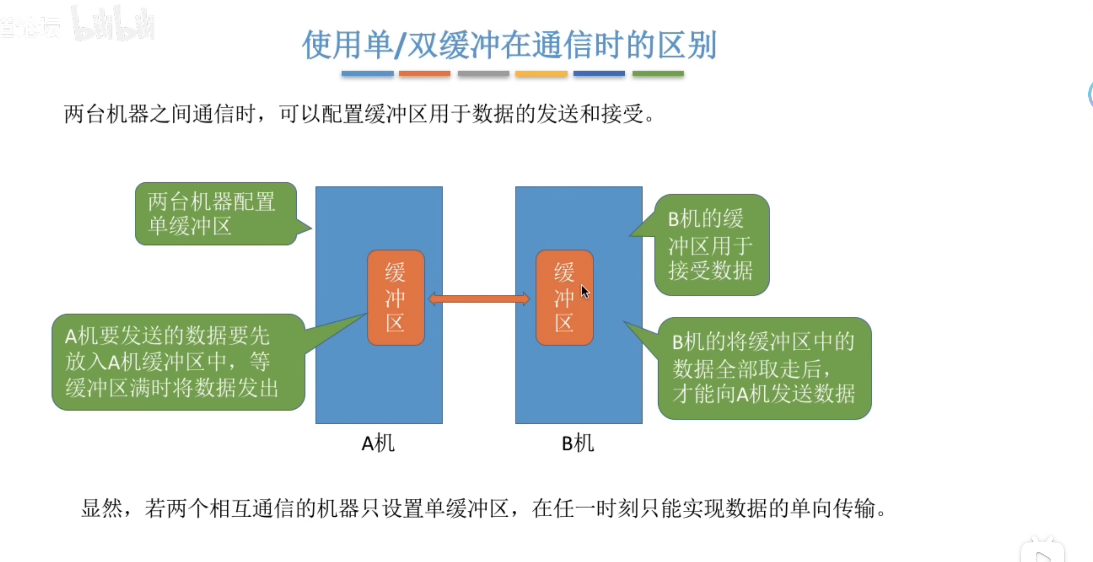 bilibili
使用单/双缓冲在通信时的区别
两台机器之间通信时，可以配置缓冲区用于数据的发送和接受。
两台机器配置
单缓冲区
B机的缓
冲区用于
接受数据
缓
冲
区
缓
冲
区
A机要发送的数据要先
放入A机缓冲区中，等
缓冲区满时将数据发出
B机的将缓冲区中的
数据全部取走后，
才能向A机发送数据
A机
B机
显然，若两个相互通信的机器只设置单缓冲区，在任一时刻只能实现数据的单向传输。